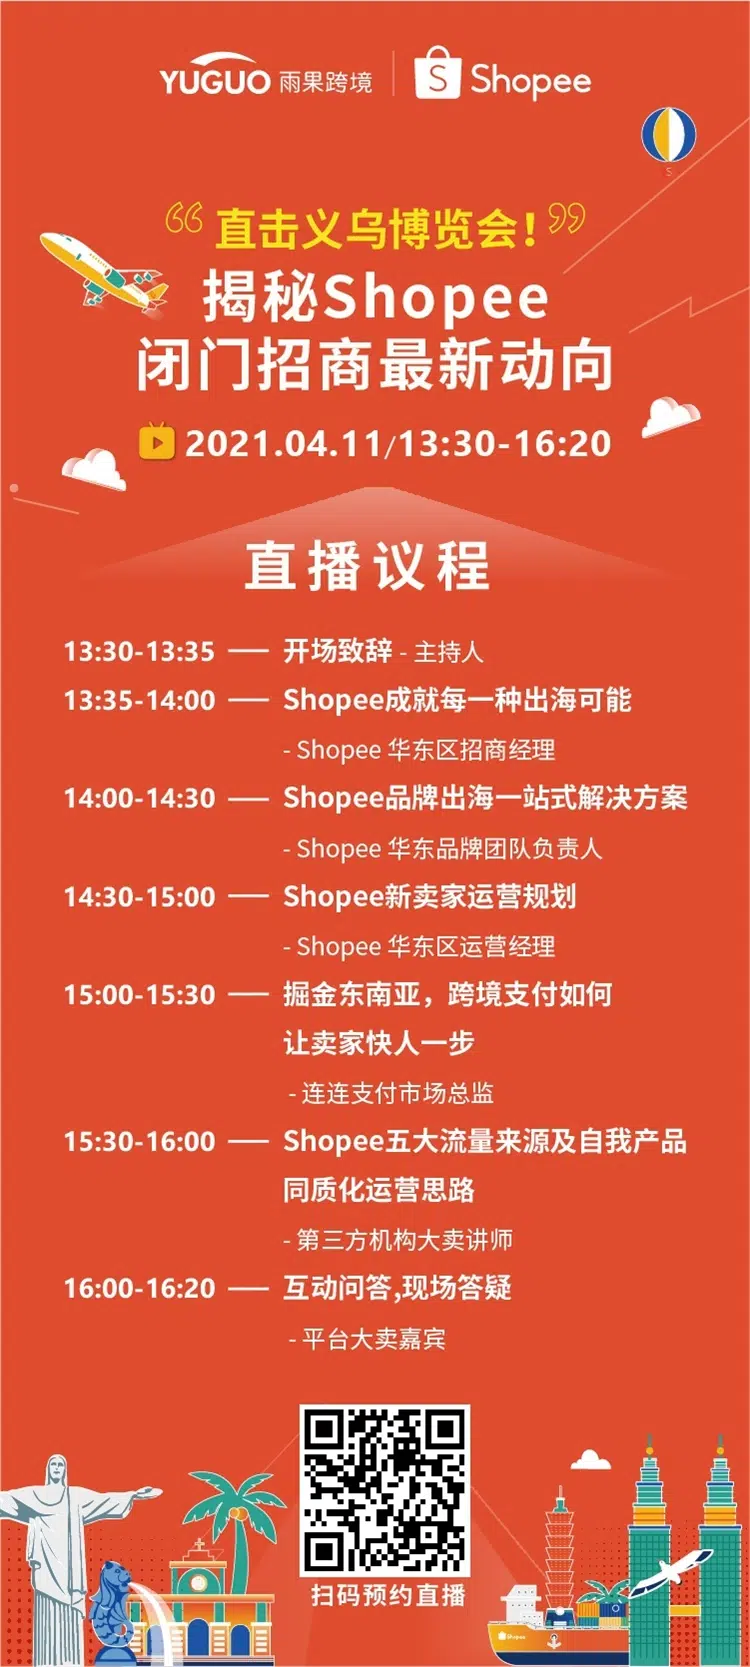 YUGUO 雨果跨境 Shopee
“直击义乌博览会！”
揭秘Shopee
闭门招商最新动向
2021.04.11/13:30-16:20
直播议程
13:30-13:35 — 开场致辞 - 主持人
13:35-14:00 — Shopee成就每一种出海可能
- Shopee 华东区招商经理
14:00-14:30 — Shopee品牌出海一站式解决方案
- Shopee 华东品牌团队负责人
14:30-15:00 — Shopee新卖家运营规划
- Shopee 华东区运营经理
15:00-15:30 — 掘金东南亚，跨境支付如何
让卖家快人一步
- 连连支付市场总监
15:30-16:00 — Shopee五大流量来源及自我产品
同质化运营思路
- 第三方机构大卖讲师
16:00-16:20 — 互动问答,现场答疑
- 平台大卖嘉宾
扫码预约直播
Shopee